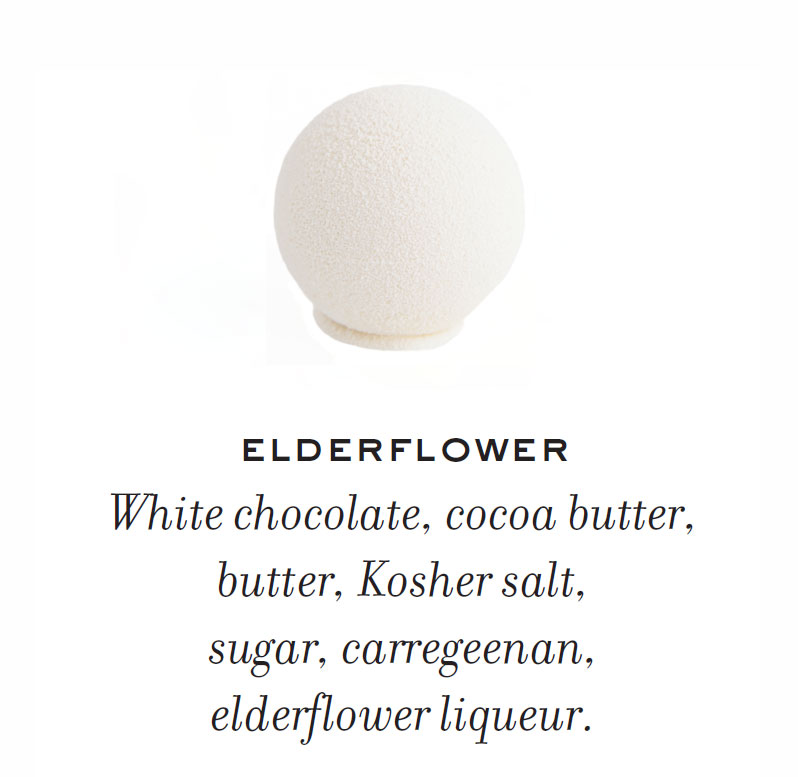 ELDERFLOWER
White chocolate, cocoa butter,
butter, Kosher salt,
sugar, carregeenan,
elderflower liqueur.